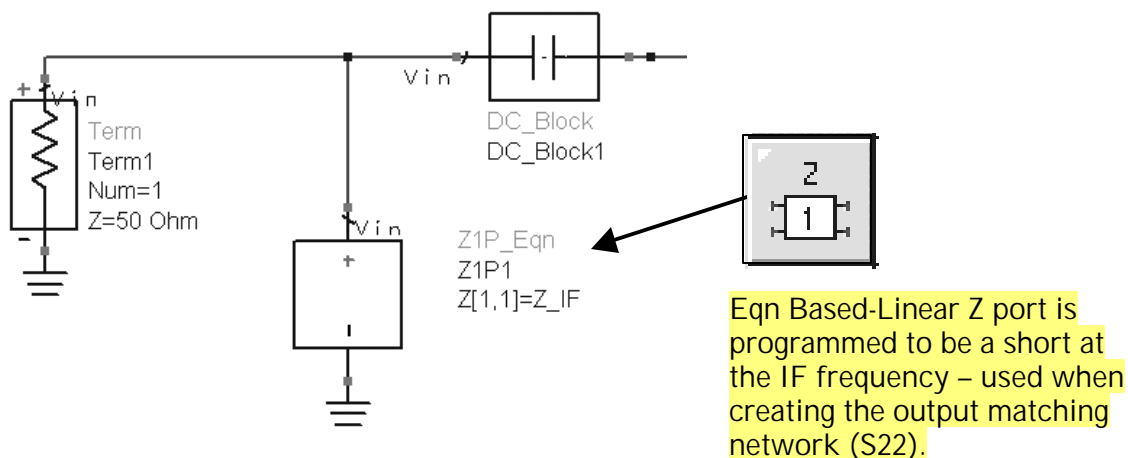 Vin
DC_Block
DC_Block1
+
Vin
Term
Term1
Num=1
Z=50 Ohm
-
Vin
+
-
Z1P_Eqn
Z1P1
Z[1,1]=Z_IF
Z
1
Eqn Based-Linear Z port is
programmed to be a short at
the IF frequency – used when
creating the output matching
network (S22).